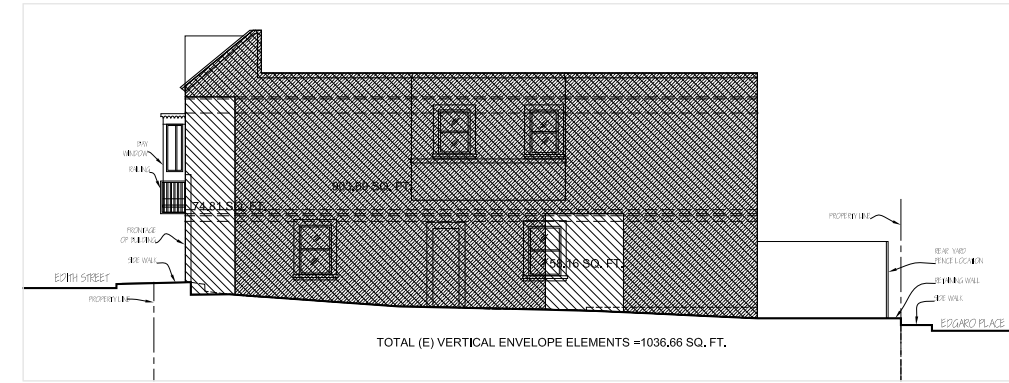 BAY
WINDOW
RAILING
903.69 SQ. FT.
74.81 SQ. FT.
PROPERTY LINE
FRONTAGE
OF BUILDING
SIDE WALK
58.16 SQ. FT.
REAR YARD
FENCE LOCATION
EDITH STREET
RETAINING WALL
PROPERTY LINE
SIDE WALK
EDGARO PLACE
TOTAL (E) VERTICAL ENVELOPE ELEMENTS =1036.66 SQ. FT.